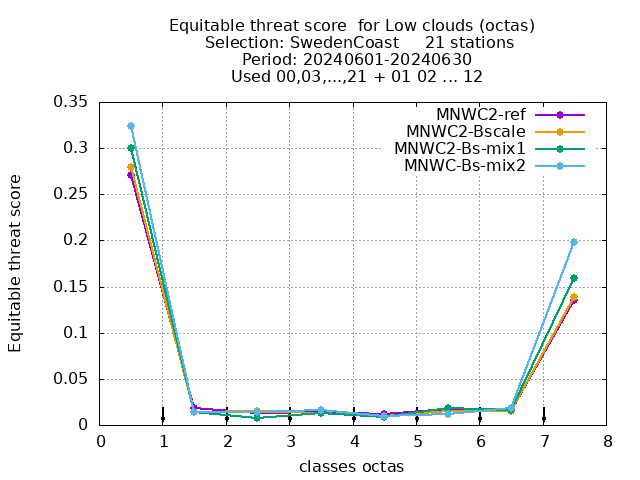 Equitable threat score  for Low clouds (octas)
Selection: SwedenCoast     21 stations
Period: 20240601-20240630
Used 00,03,...,21 + 01 02 ... 12
MNWC2-ref
MNWC2-Bscale
MNWC2-Bs-mix1
MNWC-Bs-mix2
Equitable threat score
0.35
0.3
0.25
0.2
0.15
0.1
0.05
0
0 1 2 3 4 5 6 7 8
classes octas